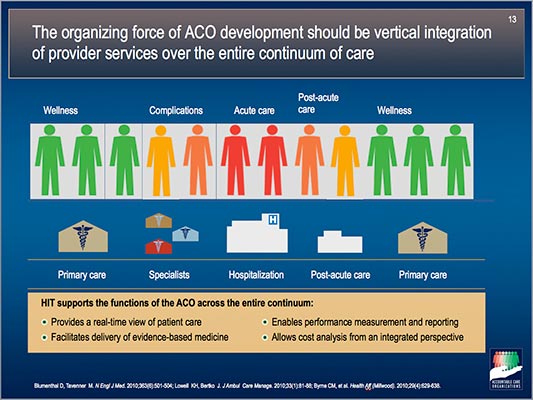 13
The organizing force of ACO development should be vertical integration
of provider services over the entire continuum of care
Wellness
Complications
Acute care
Post-acute
care
Wellness
H
Primary care
Specialists
Hospitalization
Post-acute care
Primary care
HIT supports the functions of the ACO across the entire continuum:
• Provides a real-time view of patient care
• Facilitates delivery of evidence-based medicine
• Enables performance measurement and reporting
• Allows cost analysis from an integrated perspective
Blumenthal D, Tavenner M. N Engl J Med. 2010;363(6):501-504; Lowell KH, Bertko J. J Ambul Care Manage. 2010;33(1):81-88; Byrne CM, et al. Health Aff (Millwood). 2010;29(4):629-638.
ACCOUNTABLE CARE
ORGANIZATIONS